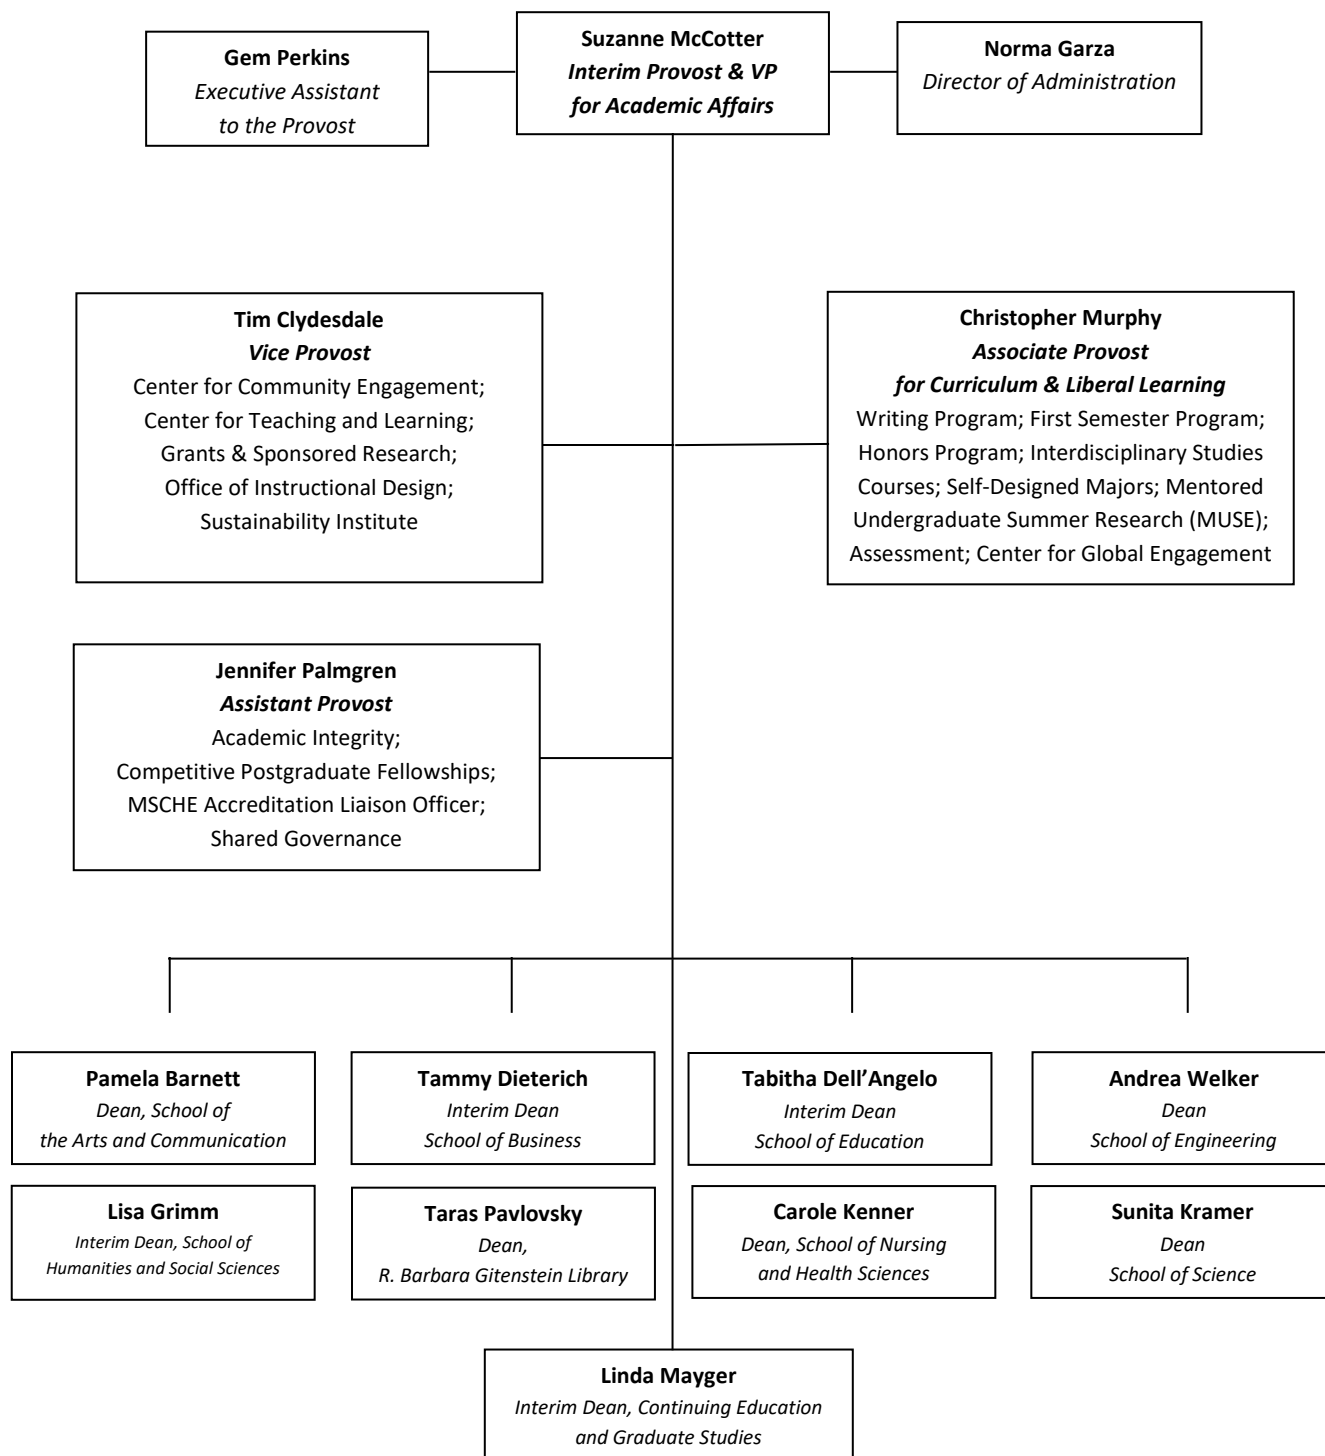 Gem Perkins
Executive Assistant
to the Provost
Suzanne McCotter
Interim Provost & VP
for Academic Affairs
Norma Garza
Director of Administration
Tim Clydesdale
Vice Provost
Center for Community Engagement;
Center for Teaching and Learning;
Grants & Sponsored Research;
Office of Instructional Design;
Sustainability Institute
Christopher Murphy
Associate Provost
for Curriculum & Liberal Learning
Writing Program; First Semester Program;
Honors Program; Interdisciplinary Studies
Courses; Self-Designed Majors; Mentored
Undergraduate Summer Research (MUSE);
Assessment; Center for Global Engagement
Jennifer Palmgren
Assistant Provost
Academic Integrity;
Competitive Postgraduate Fellowships;
MSCHE Accreditation Liaison Officer;
Shared Governance
Pamela Barnett
Dean, School of
the Arts and Communication
Tammy Dieterich
Interim Dean
School of Business
Tabitha Dell’Angelo
Interim Dean
School of Education
Andrea Welker
Dean
School of Engineering
Lisa Grimm
Interim Dean, School of
Humanities and Social Sciences
Taras Pavlovsky
Dean,
R. Barbara Gitenstein Library
Carole Kenner
Dean, School of Nursing
and Health Sciences
Sunita Kramer
Dean
School of Science
Linda Mayger
Interim Dean, Continuing Education
and Graduate Studies